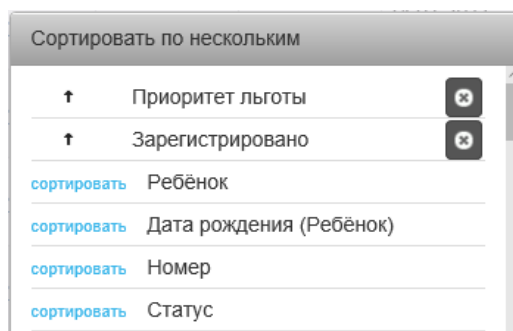 Сортировать по нескольким
↑ Приоритет льготы
↑ Зарегистрировано
сортировать Ребёнок
сортировать Дата рождения (Ребёнок)
сортировать Номер
сортировать Статус